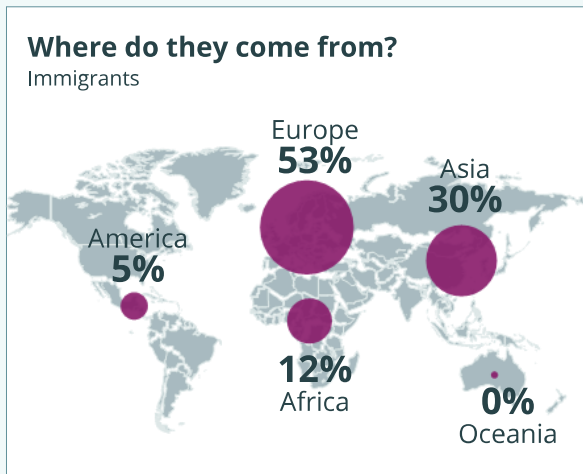 Where do they come from?
Immigrants
Europe
53%
Asia
30%
America
5%
12%
Africa
0%
Oceania